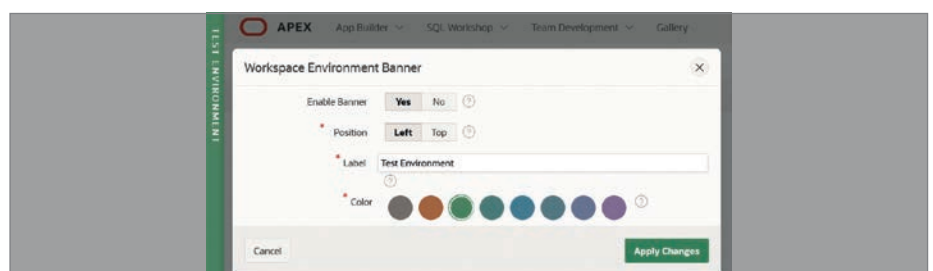 TEST ENVIRONMENT
APEX App Builder SQL Workshop Team Development Gallery
Workspace Environment Banner
Enable Banner Yes No ?
* Position Left Top ?
* Label Test Environment
?
* Color ?
Cancel Apply Changes